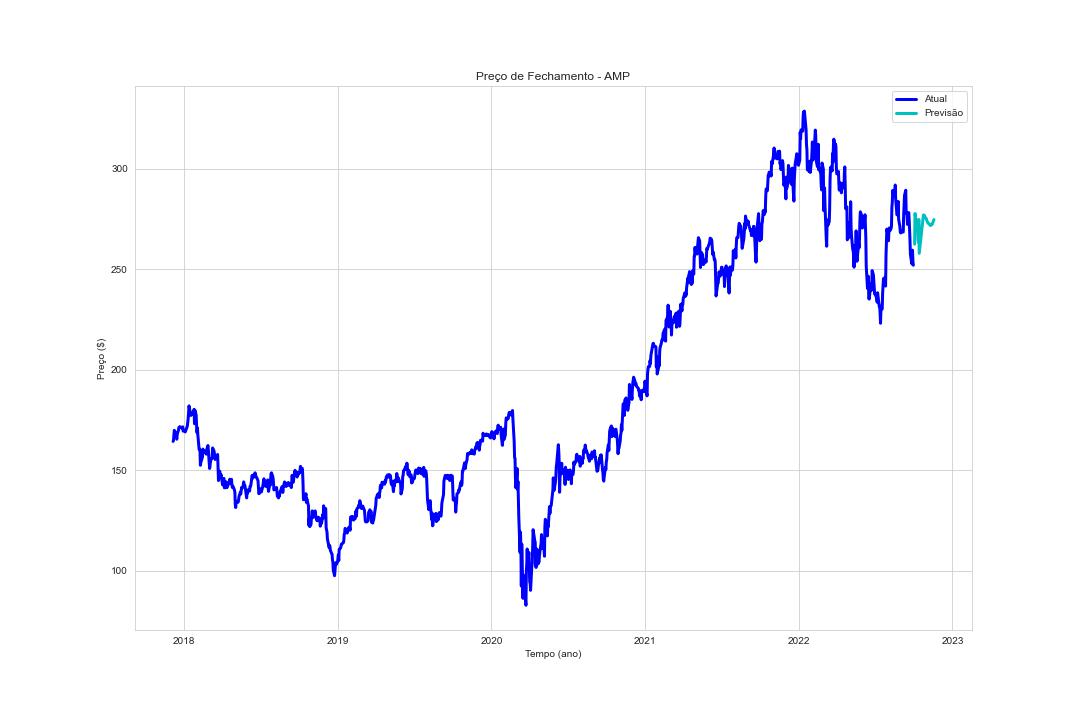 Preço de Fechamento - AMP
Atual
Previsão
Preço ($)
300
250
200
150
100
2018
2019
2020
2021
2022
2023
Tempo (ano)